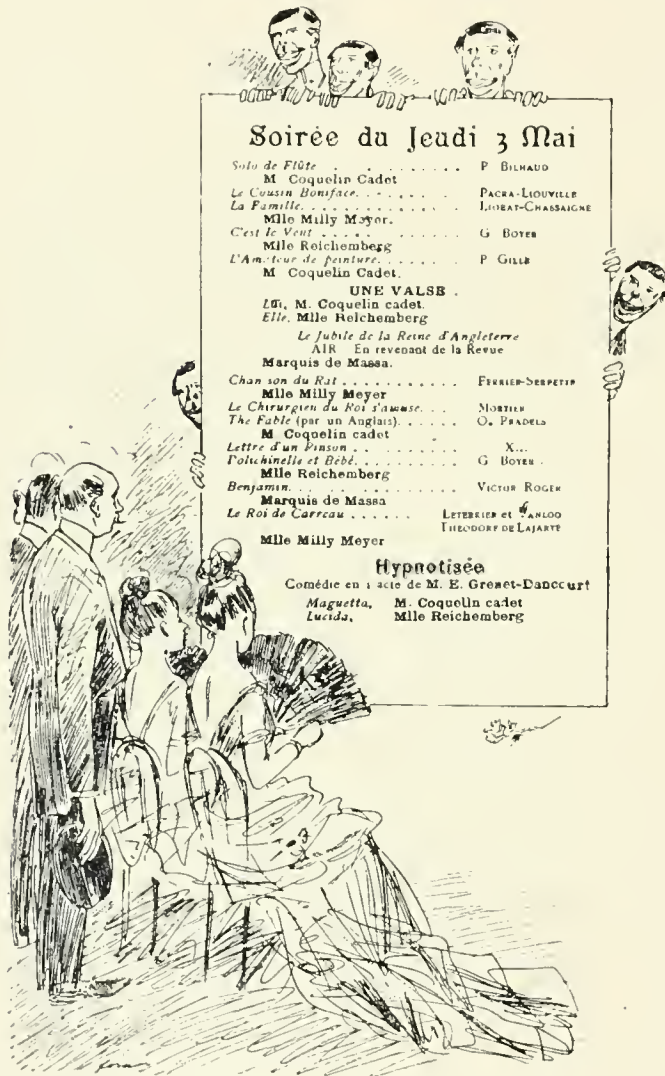 Soirée du Jeudi 3 Mai
Solo de Flûte . . . . . . . . . P BILHAUD
M Coquelin Cadet
Le Cousin Boniface. . . . . . . PACRA-LIOUVILLE
La Famille. . . . . . . . . . . . . LIORAT-CHASSAIGNE
Mlle Milly Meyer.
C'est le Vent . . . . . . G BOYER
Mlle Reichemberg
L'Amateur de peinture. . . . . . . P GILLE
M Coquelin Cadet.
UNE VALSE .
Lui, M. Coquelin cadet.
Elle, Mlle Reichemberg
Le Jubile de la Reine d'Angleterre
AIR En revenant de la Revue
Marquis de Massa.
Chanson du Rat . . . . . . . . . . . FERRIER-SERPETTE
Mlle Milly Meyer
Le Chirurgien du Roi s'amuse. . . MORTIER
The Fable (par un Anglais). . . . . . O. PRADELS
M Coquelin cadet
Lettre d'un Pinson . . . . . . . . . X...
Polichinelle et Bébé. . . . . . . . . G BOYER .
Mlle Reichemberg
Benjamin. . . . . . . . . . . . . . VICTOR ROGER
Marquis de Massa
Le Roi de Carreau . . . . . . LETERRIER et VANLOO
THEODORE DE LAJARTE
Mlle Milly Meyer
Hypnotisée
Comédie en 1 acte de M. E. Grenet-Dancourt
Maguetta, M. Coquelin cadet
Lucida, Mlle Reichemberg
forain